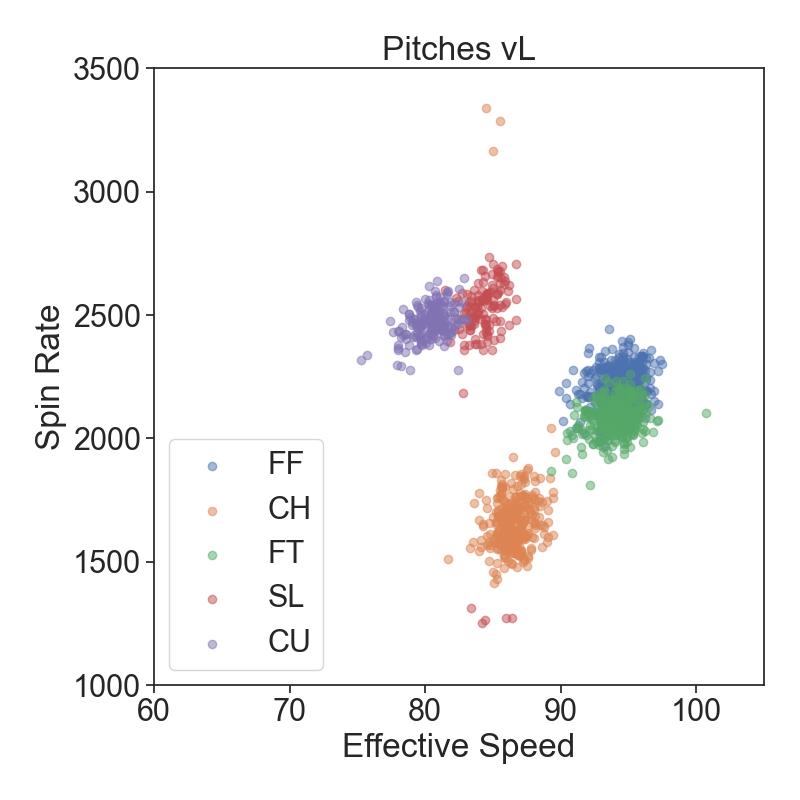 Pitches vL
3500
3000
2500
2000
1500
1000
Spin Rate
FF
CH
FT
SL
CU
60 70 80 90 100
Effective Speed